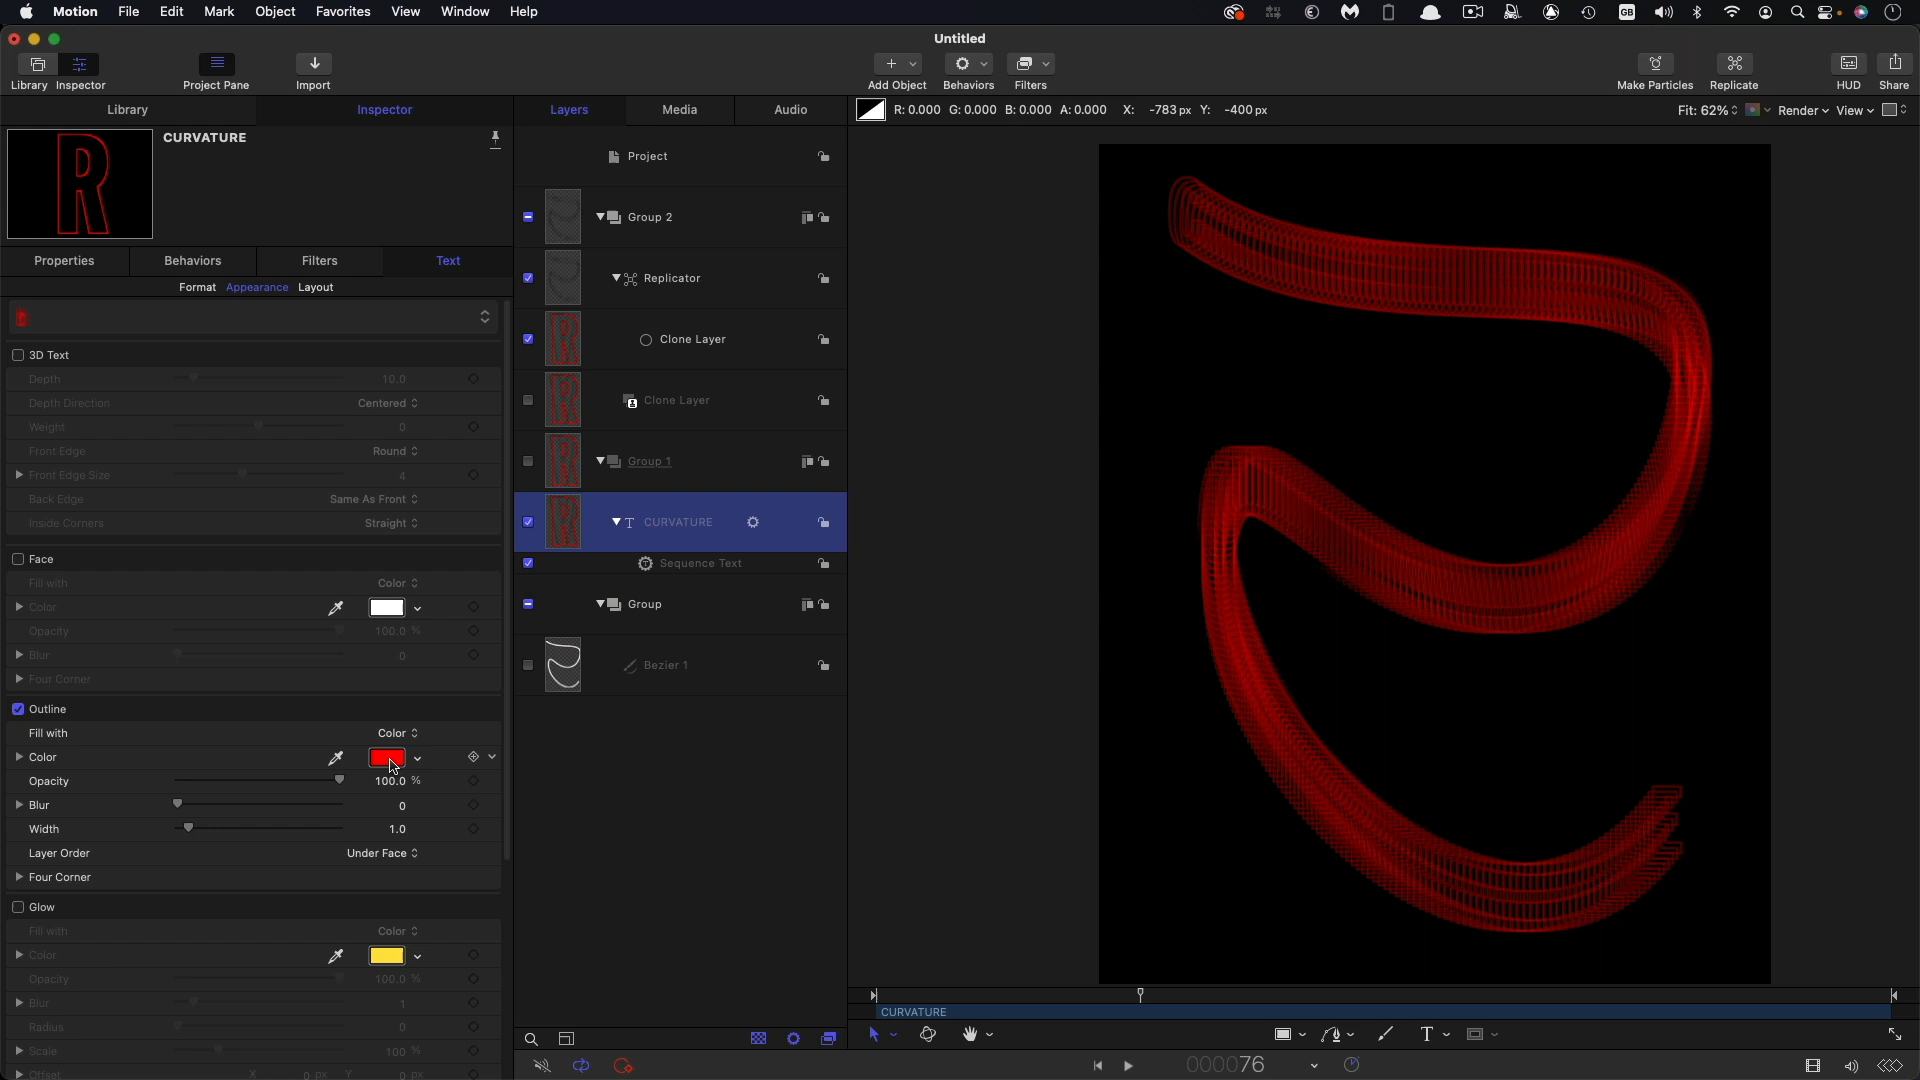 Motion File Edit Mark Object Favorites View Window Help
Untitled
Library Inspector Project Pane Import Add Object Behaviors Filters Make Particles Replicate HUD Share
Library Inspector Layers Media Audio R: 0.000 G: 0.000 B: 0.000 A: 0.000 X: -783 px Y: -400 px Fit: 62% Render View
CURVATURE
Properties Behaviors Filters Text
Format Appearance Layout
3D Text
Depth 10.0
Depth Direction Centered
Weight 0
Front Edge Round
Front Edge Size 4
Back Edge Same As Front
Inside Corners Straight
Face
Fill with Color
Color
Opacity 100.0 %
Blur 0
Four Corner
Outline
Fill with Color
Color
Opacity 100.0 %
Blur 0
Width 1.0
Layer Order Under Face
Four Corner
Glow
Fill with Color
Color
Opacity 100.0 %
Blur 1
Radius 0
Scale 100 %
Offset X 0 px Y 0 px
Project
Group 2
Replicator
Clone Layer
Clone Layer
Group 1
CURVATURE
Sequence Text
Group
Bezier 1
CURVATURE
000076
R
GB